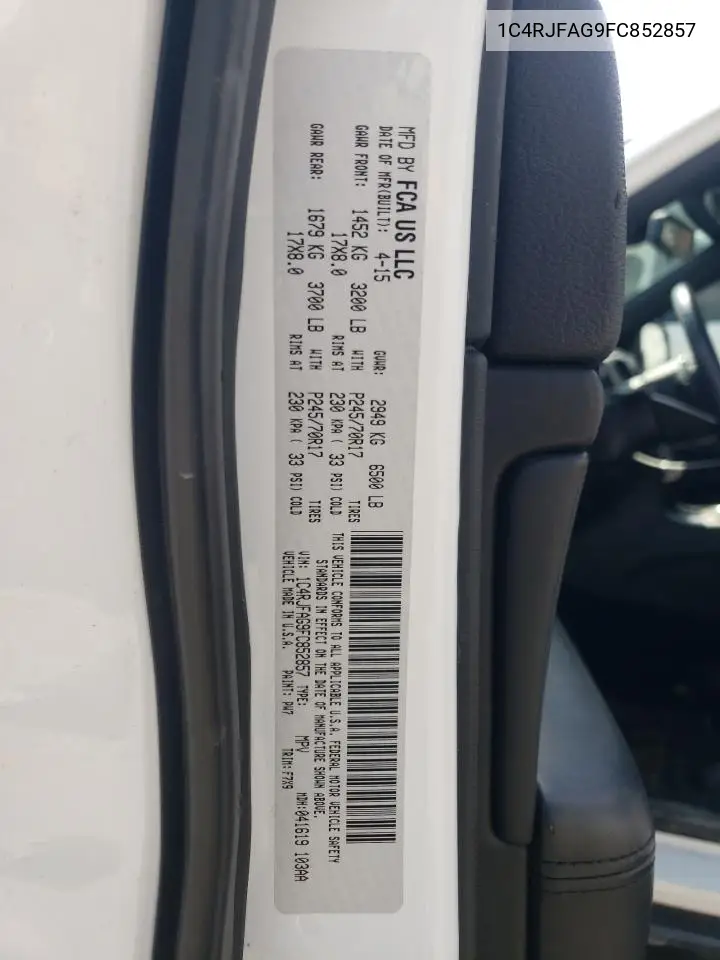 1C4RJFAG9FC852857
MFD BY FCA US LLC
DATE OF MFR(BUILT): 4-15 GVWR: 2949 KG 6500 LB
GAWR FRONT: 1452 KG 3200 LB WITH P245/70R17 TIRES
17X8.0 RIMS AT 230 KPA ( 33 PSI) COLD
GAWR REAR: 1679 KG 3700 LB WITH P245/70R17 TIRES
17X8.0 RIMS AT 230 KPA ( 33 PSI) COLD
THIS VEHICLE CONFORMS TO ALL APPLICABLE U.S.A. FEDERAL MOTOR VEHICLE SAFETY
STANDARDS IN EFFECT ON THE DATE OF MANUFACTURE SHOWN ABOVE.
VIN: 1C4RJFAG9FC852857 TYPE: MPV MDH:041619 103AA
VEHICLE MADE IN U.S.A. PAINT: PW7 TRIM:F7X9